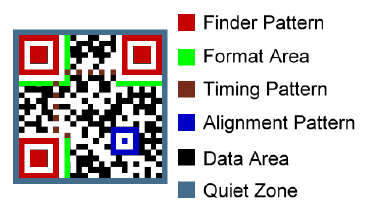 Finder Pattern
Format Area
Timing Pattern
Alignment Pattern
Data Area
Quiet Zone